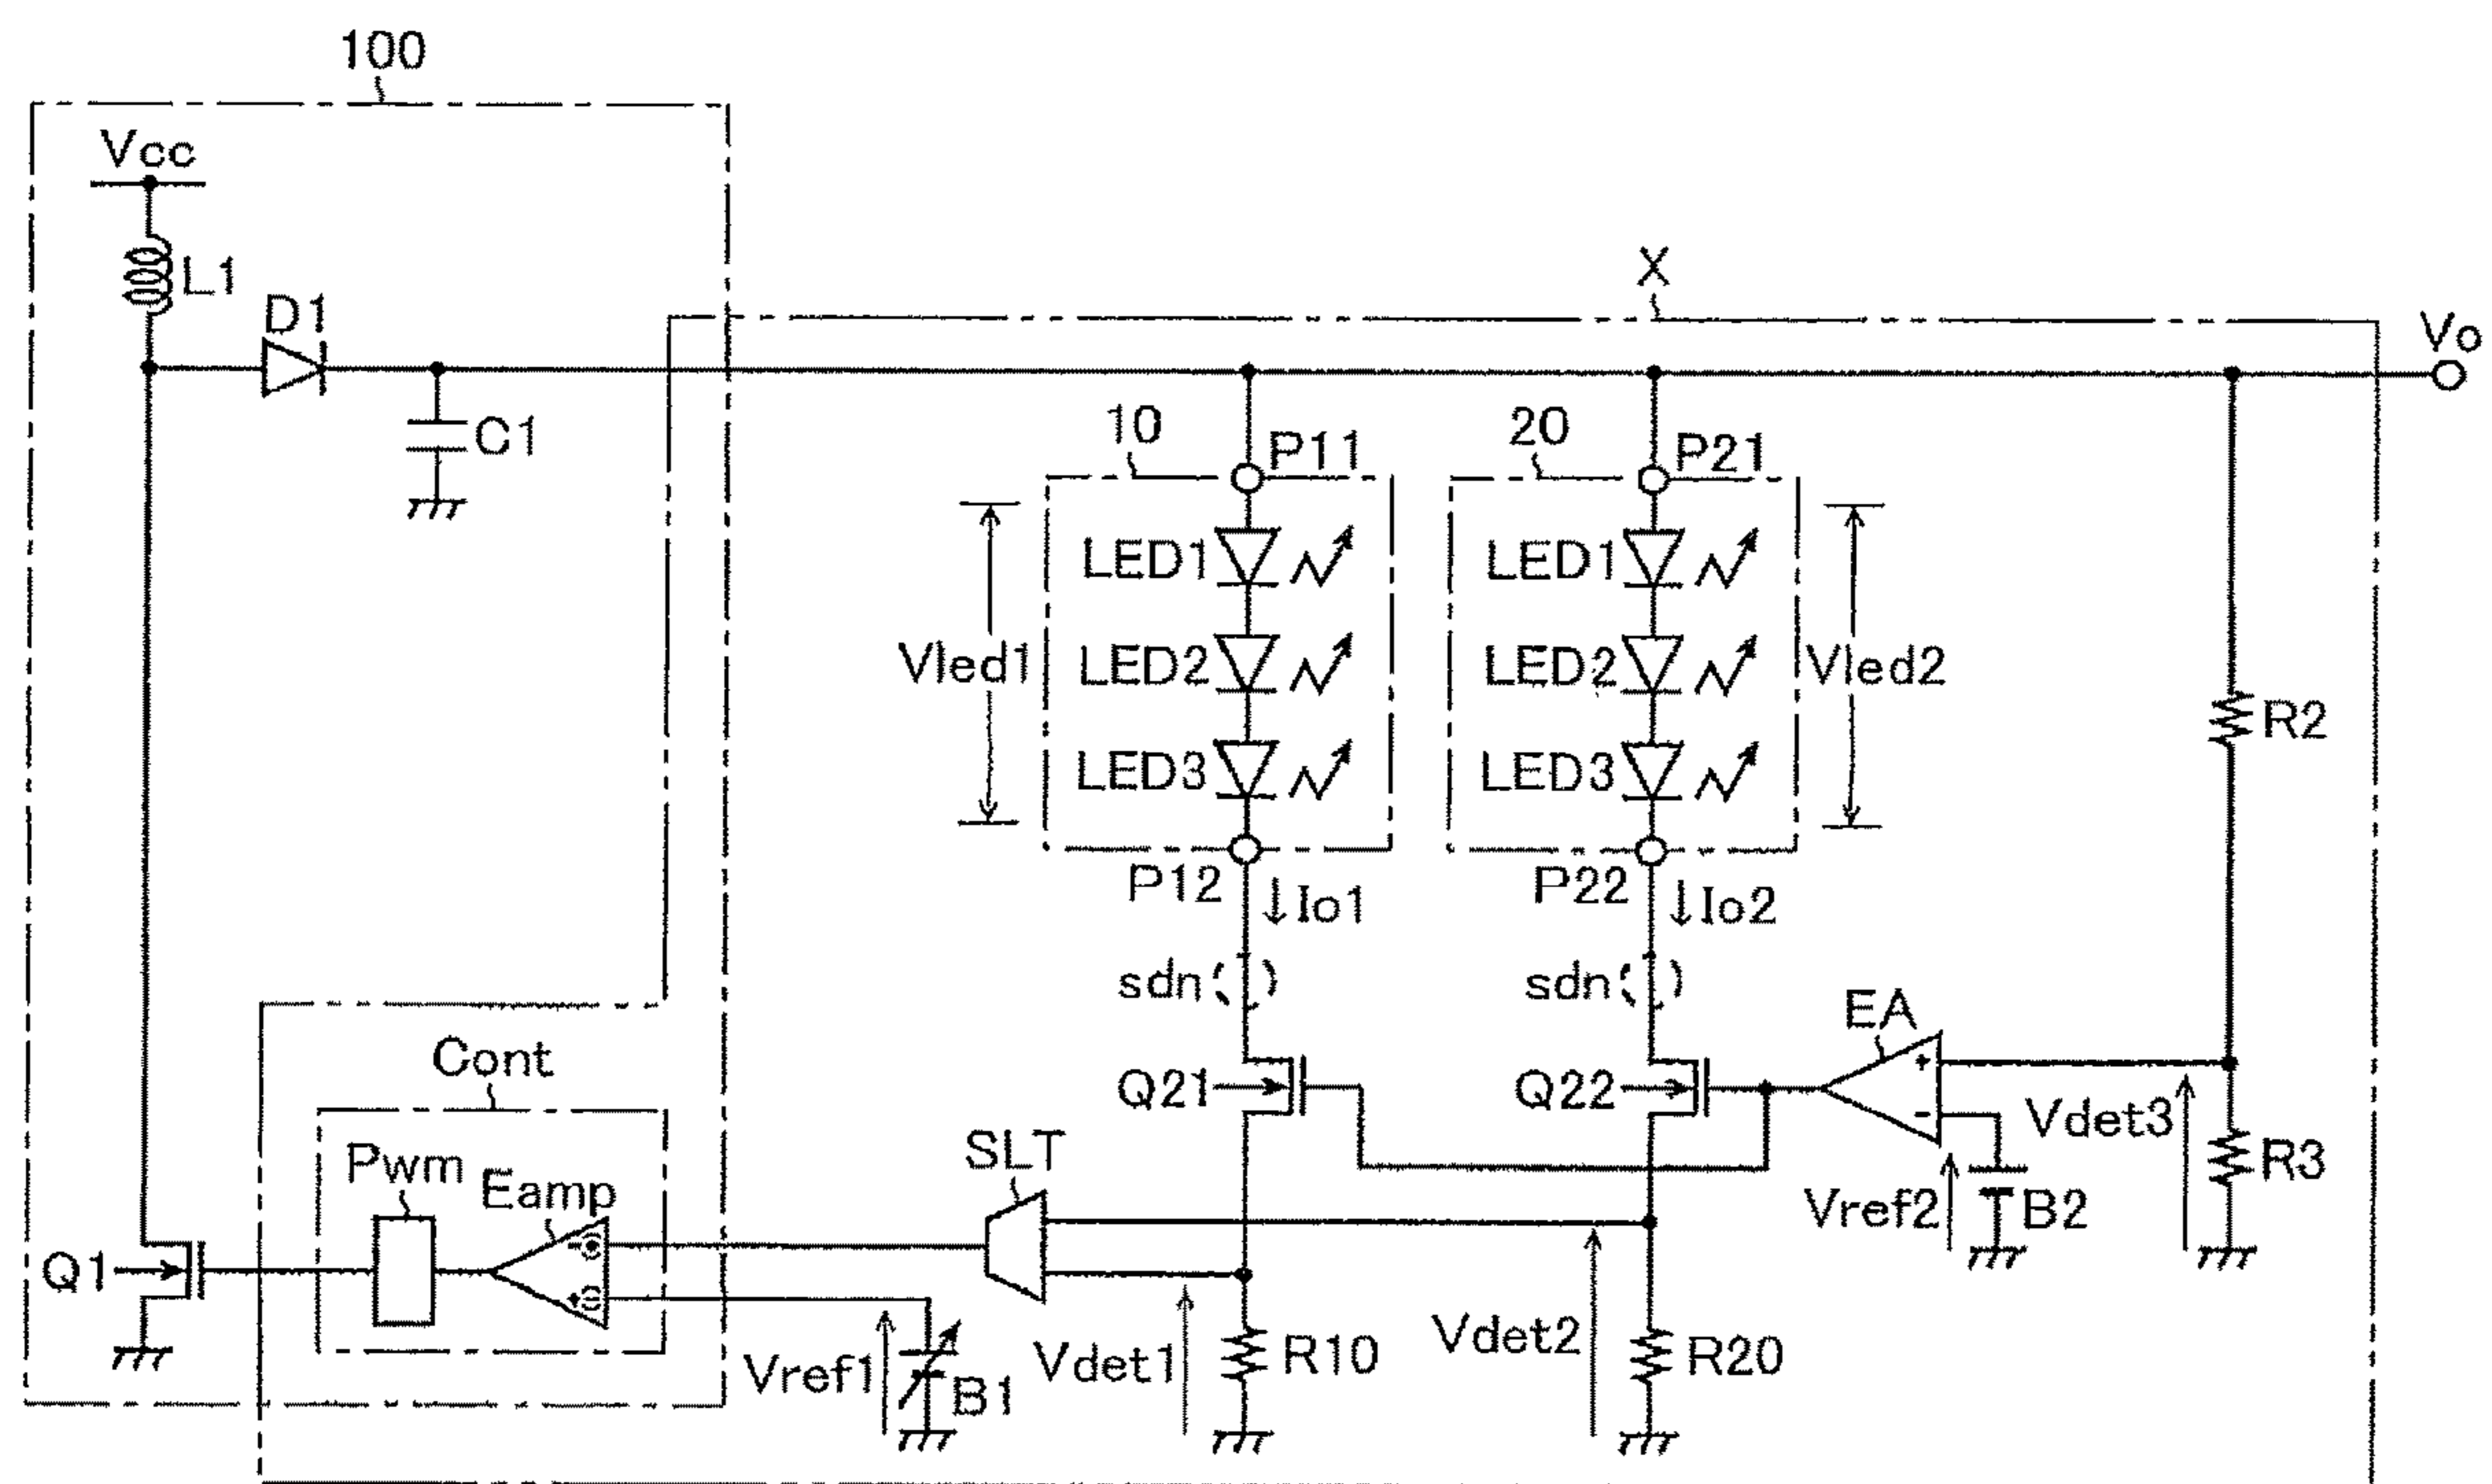 100
Vcc
L1
D1
C1
X
Vo
10
P11
20
P21
LED1
LED1
Vled1
LED2
LED2
Vled2
R2
LED3
LED3
P12
Io1
P22
Io2
sdn
sdn
EA
+
-
Cont
Q21
Q22
Vdet3
Pwm
Eamp
SLT
Vref2
B2
R3
Q1
-
+
Vref1
B1
Vdet1
R10
Vdet2
R20